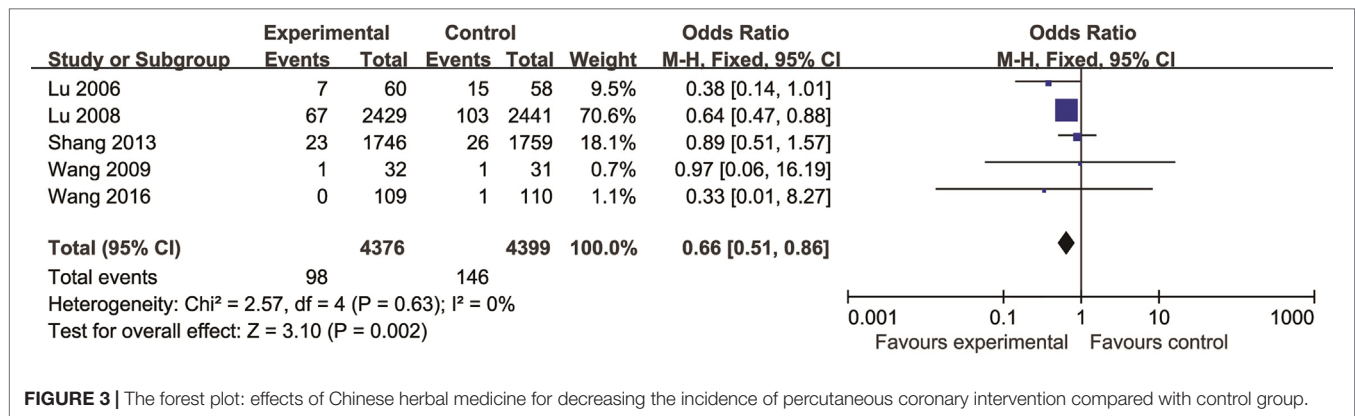 Experimental Control Odds Ratio Odds Ratio
Study or Subgroup Events Total Events Total Weight M-H, Fixed, 95% CI M-H, Fixed, 95% CI
Lu 2006 7 60 15 58 9.5% 0.38 [0.14, 1.01]
Lu 2008 67 2429 103 2441 70.6% 0.64 [0.47, 0.88]
Shang 2013 23 1746 26 1759 18.1% 0.89 [0.51, 1.57]
Wang 2009 1 32 1 31 0.7% 0.97 [0.06, 16.19]
Wang 2016 0 109 1 110 1.1% 0.33 [0.01, 8.27]
Total (95% CI) 4376 4399 100.0% 0.66 [0.51, 0.86]
Total events 98 146
Heterogeneity: Chi² = 2.57, df = 4 (P = 0.63); I² = 0%
Test for overall effect: Z = 3.10 (P = 0.002)
0.001 0.1 1 10 1000
Favours experimental Favours control
FIGURE 3 | The forest plot: effects of Chinese herbal medicine for decreasing the incidence of percutaneous coronary intervention compared with control group.